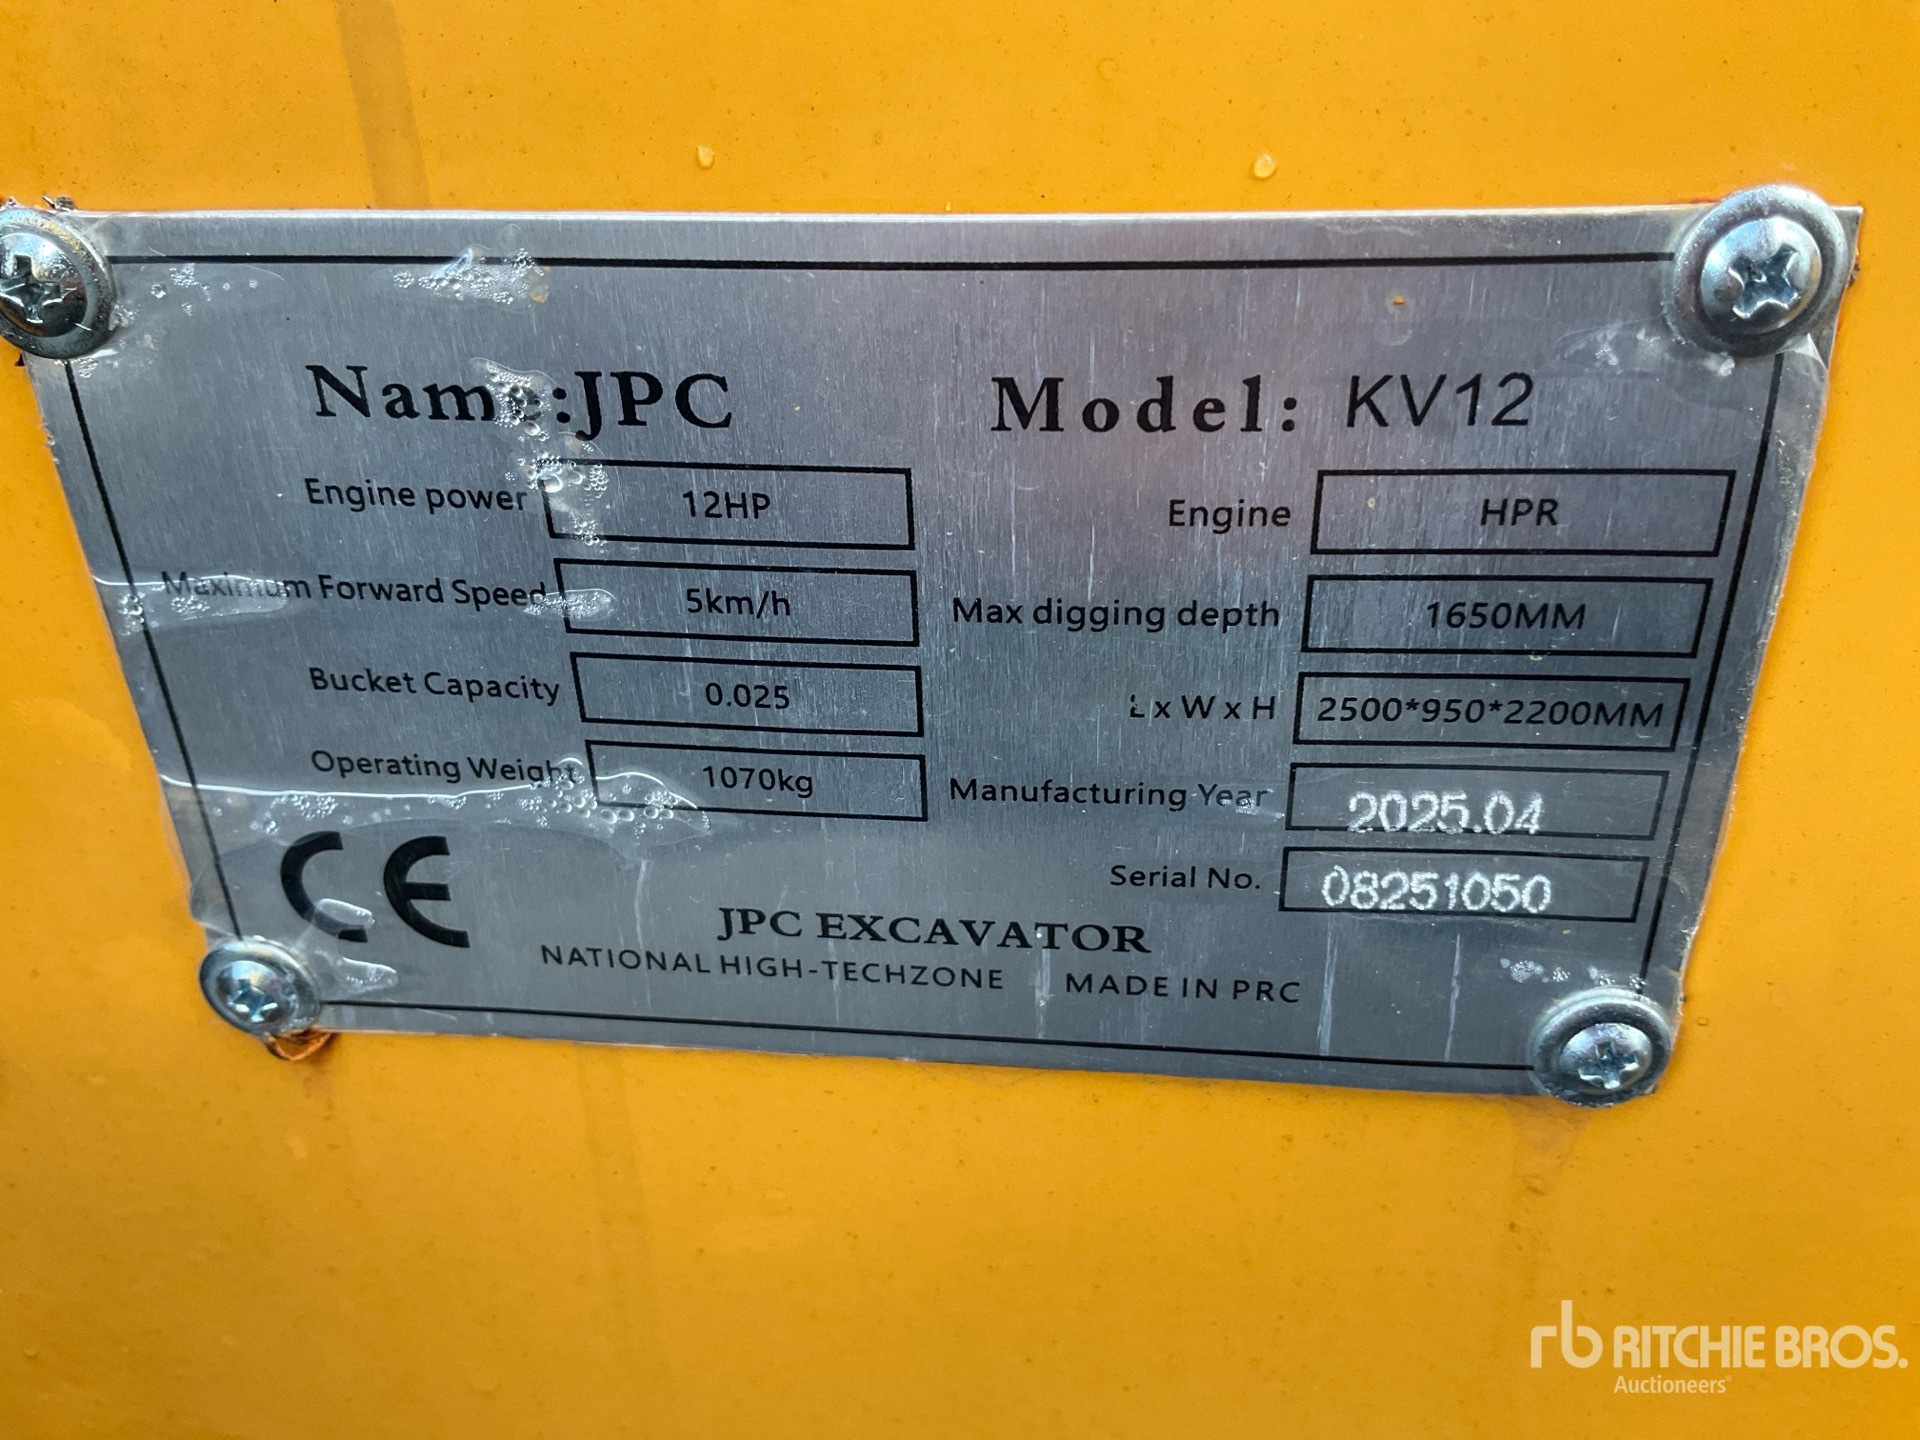 Name:JPC Model: KV12
Engine power 12HP Engine HPR
Maximum Forward Speed 5km/h Max digging depth 1650MM
Bucket Capacity 0.025 L x W x H 2500*950*2200MM
Operating Weight 1070kg Manufacturing Year 2025.04
Serial No. 08251050
CE
JPC EXCAVATOR
NATIONAL HIGH-TECHZONE MADE IN PRC
rb RITCHIE BROS.
Auctioneers